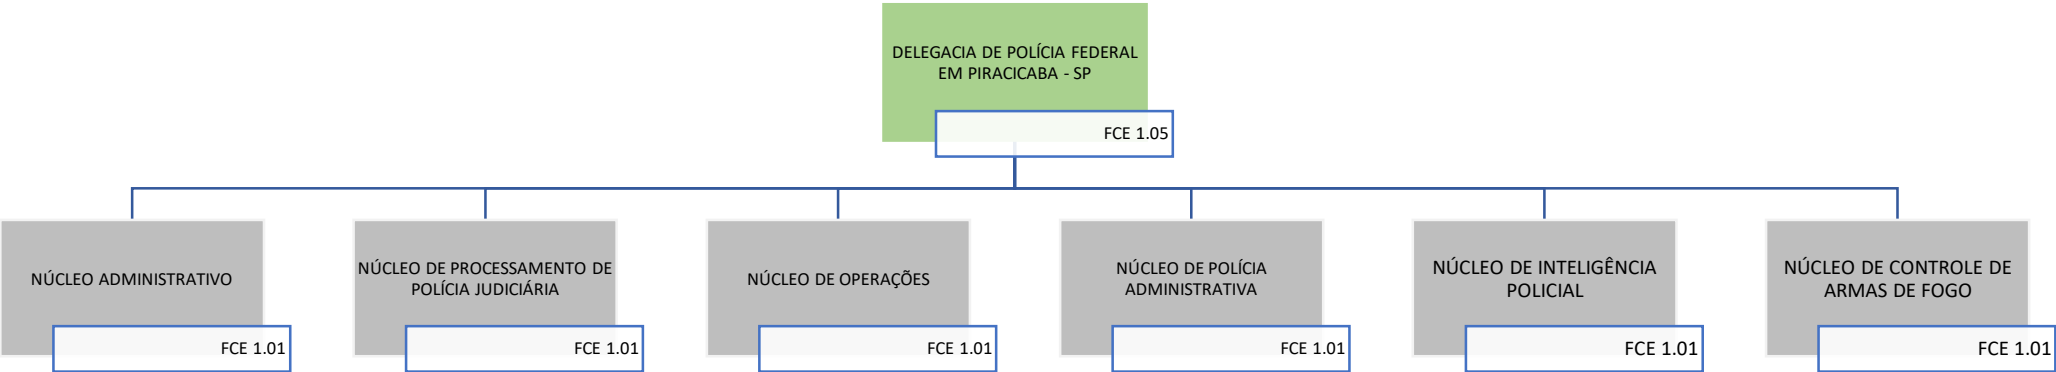 DELEGACIA DE POLÍCIA FEDERAL
EM PIRACICABA - SP
FCE 1.05
NÚCLEO ADMINISTRATIVO
FCE 1.01
NÚCLEO DE PROCESSAMENTO DE
POLÍCIA JUDICIÁRIA
FCE 1.01
NÚCLEO DE OPERAÇÕES
FCE 1.01
NÚCLEO DE POLÍCIA
ADMINISTRATIVA
FCE 1.01
NÚCLEO DE INTELIGÊNCIA
POLICIAL
FCE 1.01
NÚCLEO DE CONTROLE DE
ARMAS DE FOGO
FCE 1.01